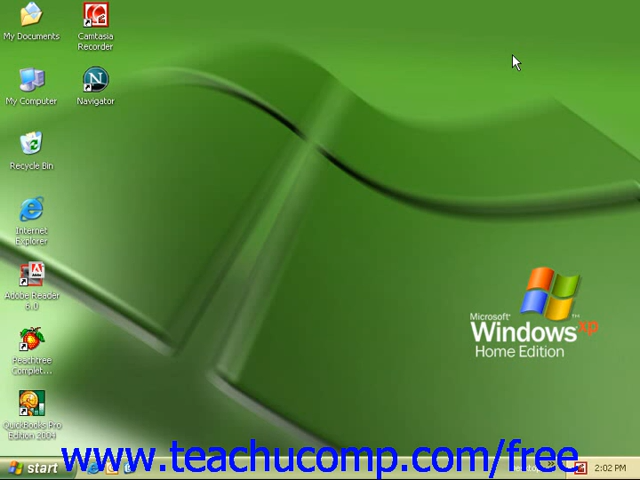 My Documents
Camtasia
Recorder
My Computer
Navigator
Recycle Bin
Internet
Explorer
Adobe Reader
6.0
Peachtree
Complet...
QuickBooks Pro
Edition 2004
Microsoft®
Windows xp
Home Edition
start
www.teachucomp.com/free
2:02 PM